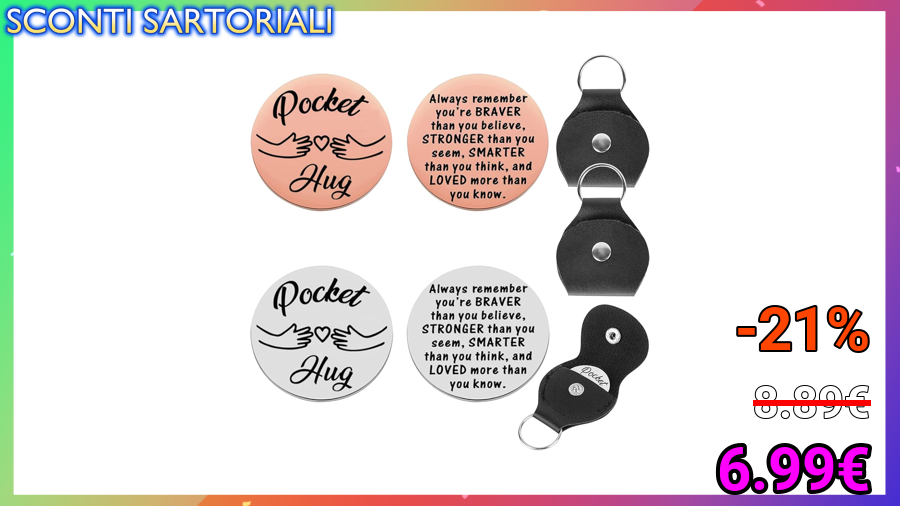 SCONTI SARTORIALI
Pocket
Hug
Always remember
you're BRAVER
than you believe,
STRONGER than you
seem, SMARTER
than you think, and
LOVED more than
you know.
Pocket
Hug
Always remember
you're BRAVER
than you believe,
STRONGER than you
seem, SMARTER
than you think, and
LOVED more than
you know.
Pocket
-21%
8.89€
6.99€